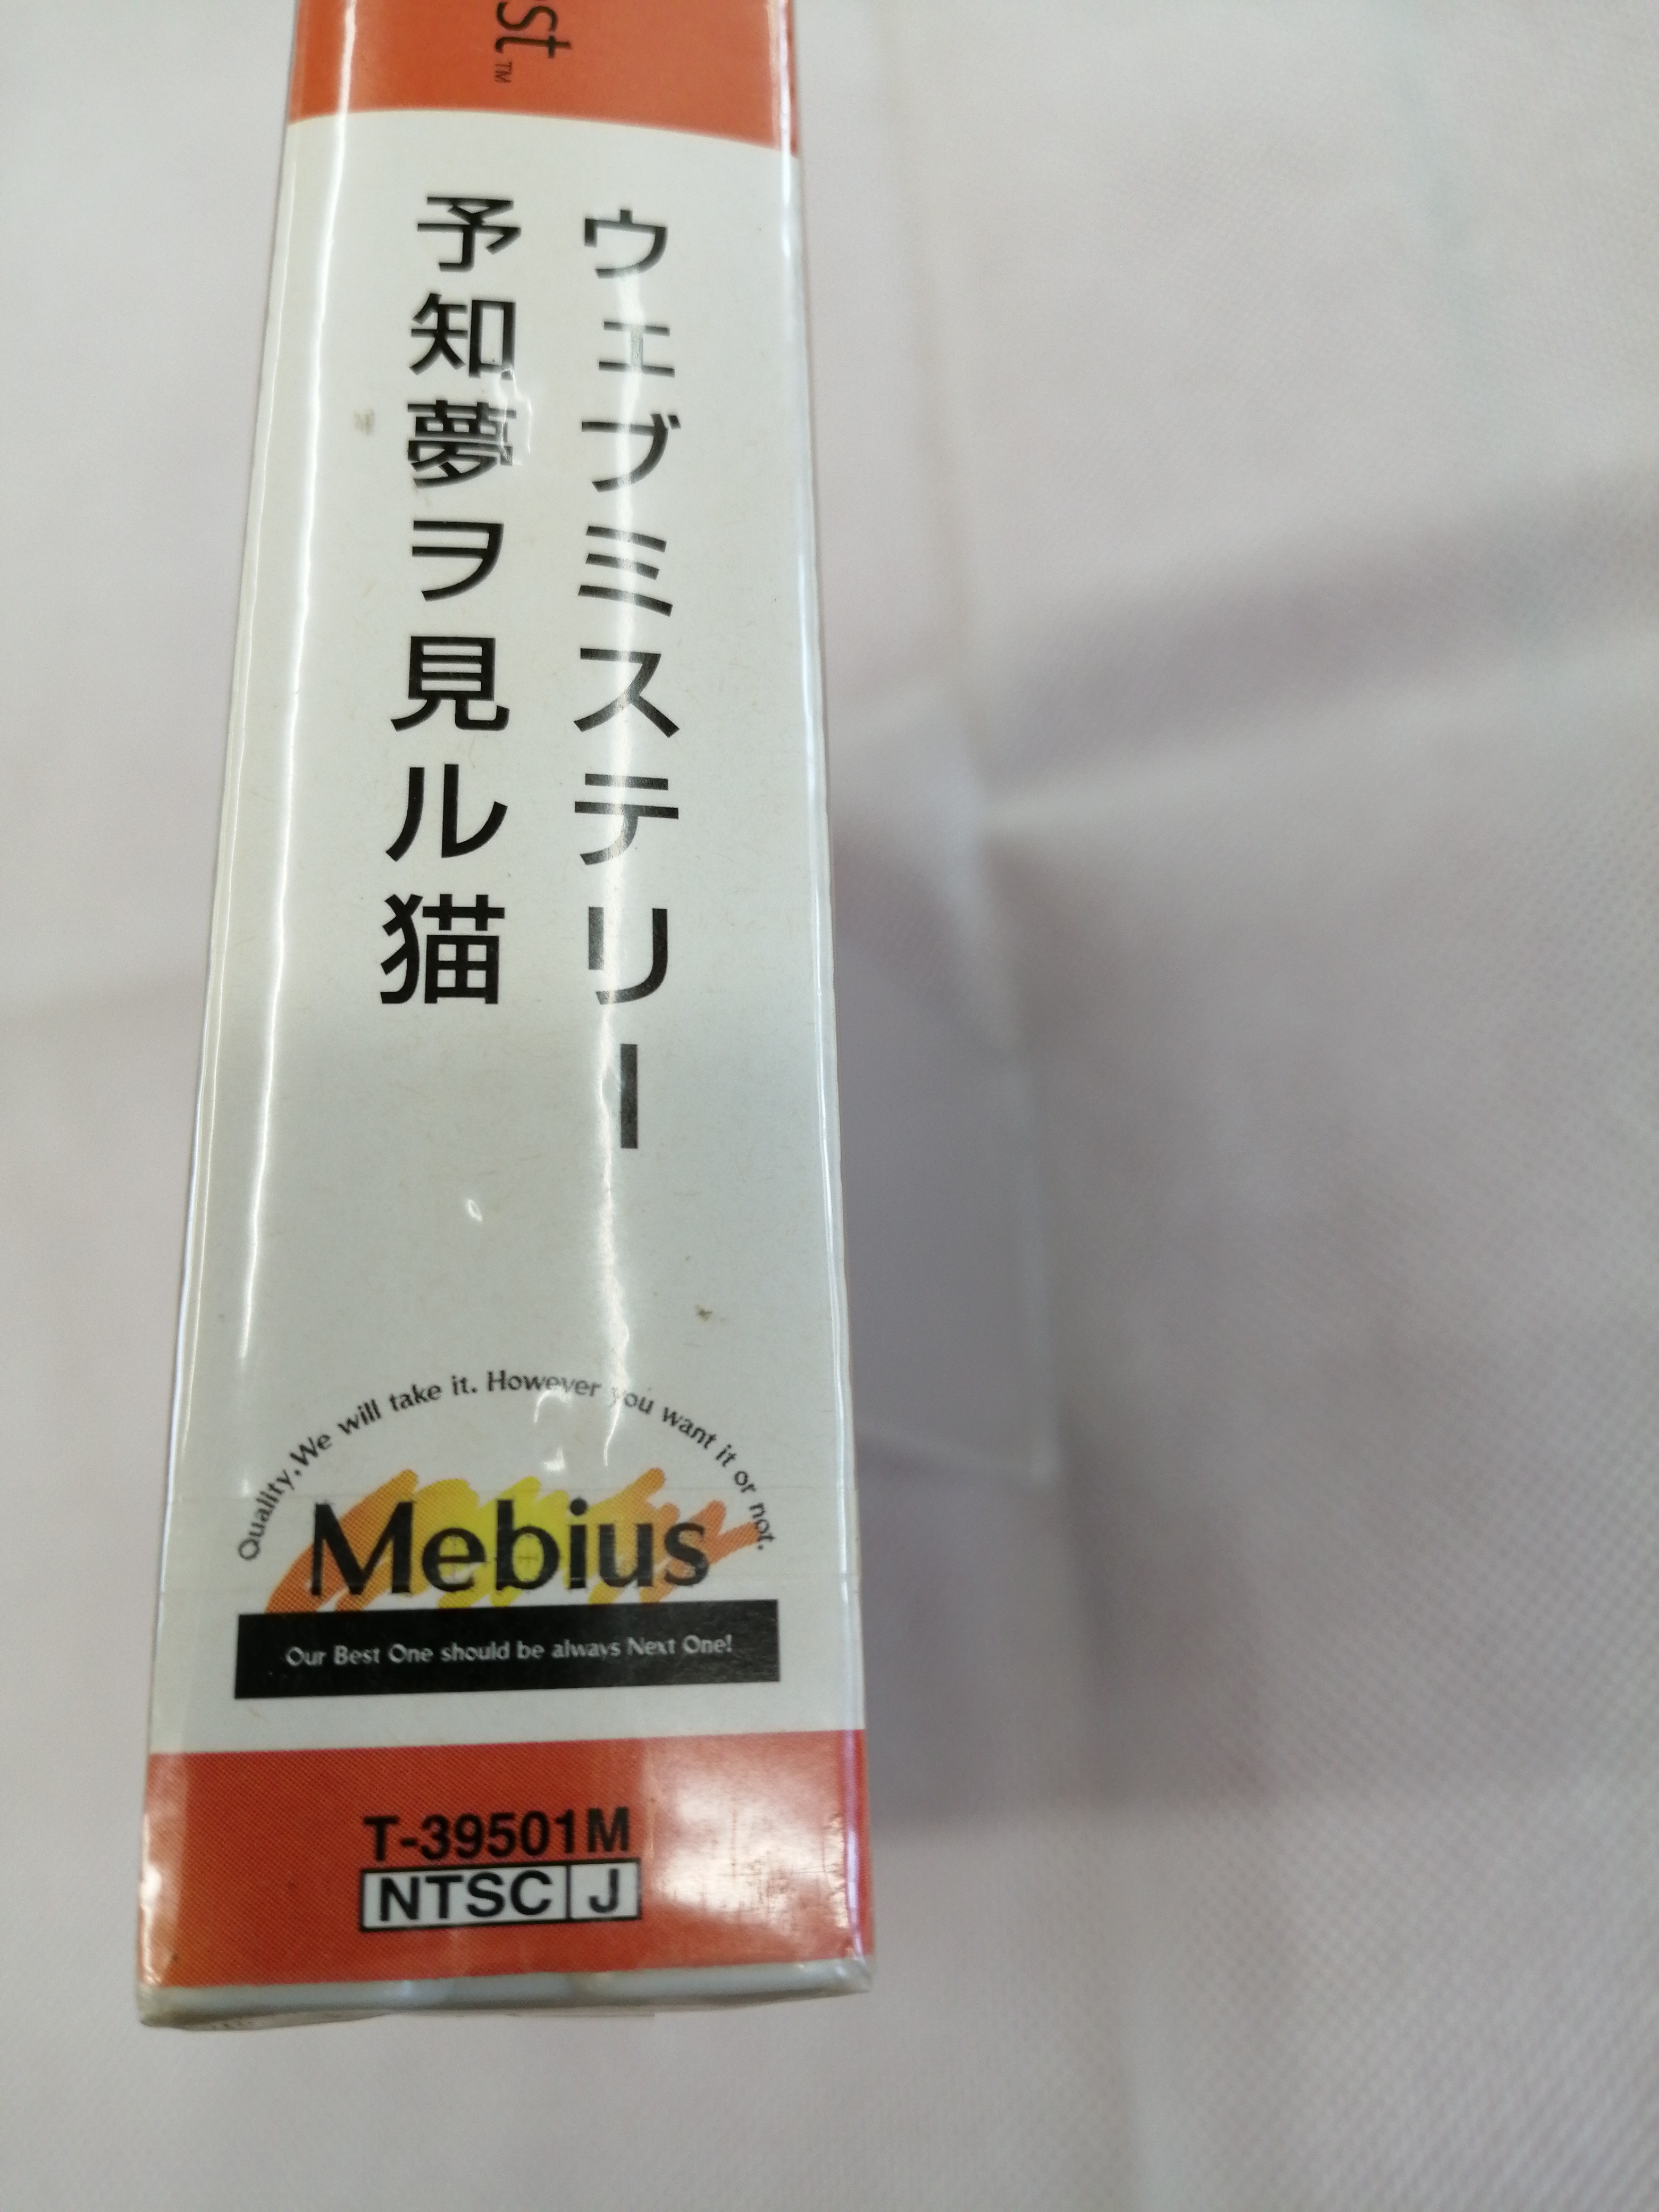 st™
ウェブミステリー
予知夢ヲ見ル猫
Quality. We will take it. However you want it or not.
Mebius
Our Best One should be always Next One!
T-39501M
NTSC J